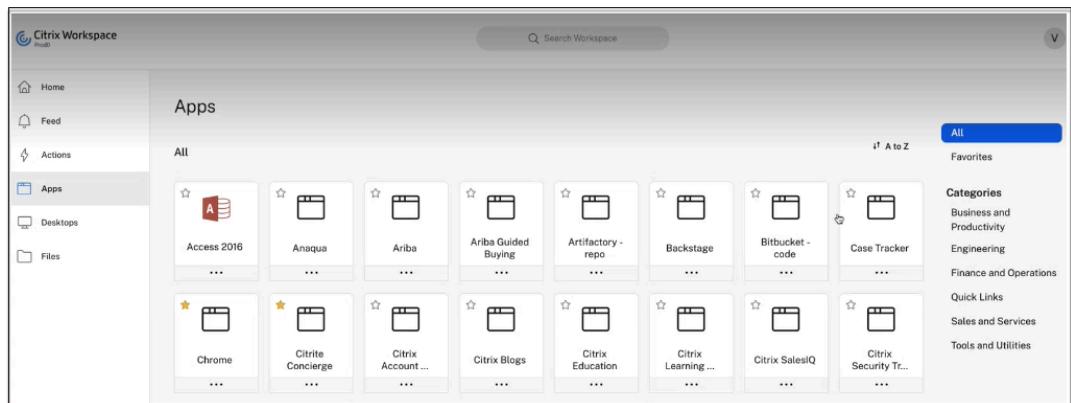 Citrix Workspace
Prod0
Search Workspace
V
Home
Feed
Actions
Apps
Desktops
Files
Apps
All
A to Z
Access 2016
Anaqua
Ariba
Ariba Guided
Buying
Artifactory -
repo
Backstage
Bitbucket -
code
Case Tracker
Chrome
Citrite
Concierge
Citrix
Account ...
Citrix Blogs
Citrix
Education
Citrix
Learning ...
Citrix SalesIQ
Citrix
Security Tr...
All
Favorites
Categories
Business and
Productivity
Engineering
Finance and Operations
Quick Links
Sales and Services
Tools and Utilities